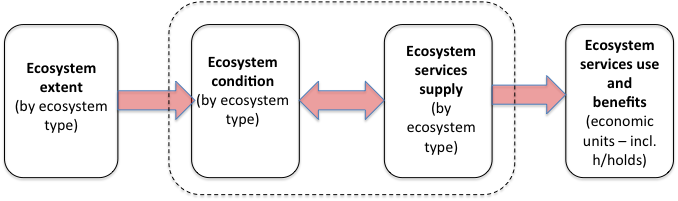 Ecosystem
extent
(by ecosystem
type)
Ecosystem
condition
(by ecosystem
type)
Ecosystem
services
supply
(by
ecosystem
type)
Ecosystem
services use
and
benefits
(economic
units – incl.
h/holds)